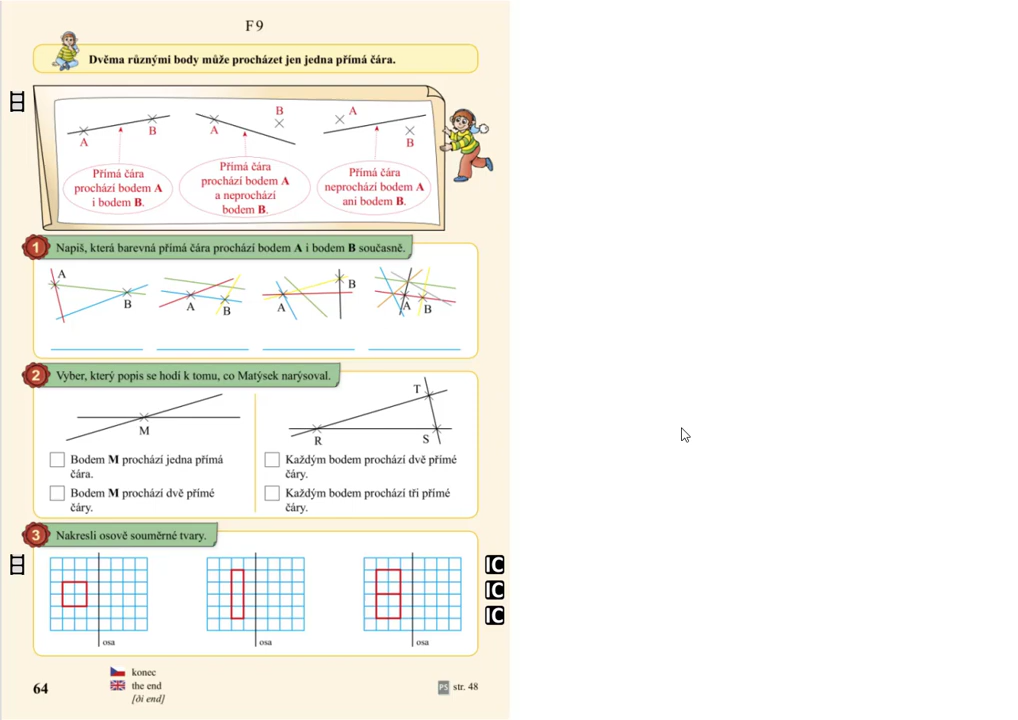 F 9
Dvěma různými body může procházet jen jedna přímá čára.
A
B
A
B
A
B
Přímá čára
prochází bodem A
i bodem B.
Přímá čára
prochází bodem A
a neprochází
bodem B.
Přímá čára
neprochází bodem A
ani bodem B.
1 Napiš, která barevná přímá čára prochází bodem A i bodem B současně.
A
B
A
B
A
B
A
B
2 Vyber, který popis se hodí k tomu, co Matýsek narýsoval.
M
T
R
S
Bodem M prochází jedna přímá
čára.
Bodem M prochází dvě přímé
čáry.
Každým bodem prochází dvě přímé
čáry.
Každým bodem prochází tři přímé
čáry.
3 Nakresli osově souměrné tvary.
osa
osa
osa
IC
IC
IC
konec
the end
[ði end]
64
PS str. 48